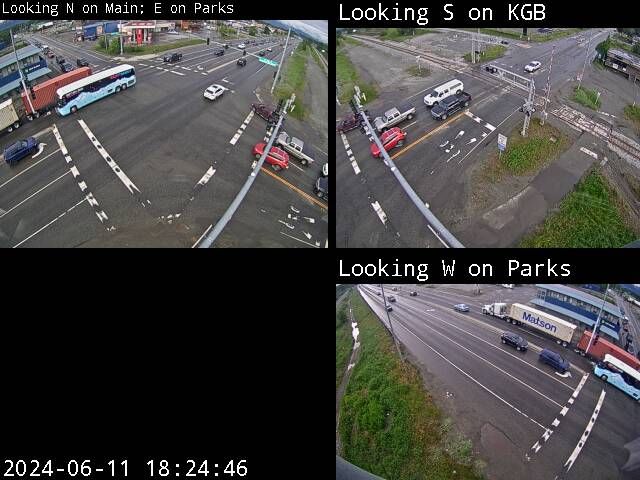 Looking N on Main; E on Parks
Looking S on KGB
Looking W on Parks
Matson
2024-06-11 18:24:46